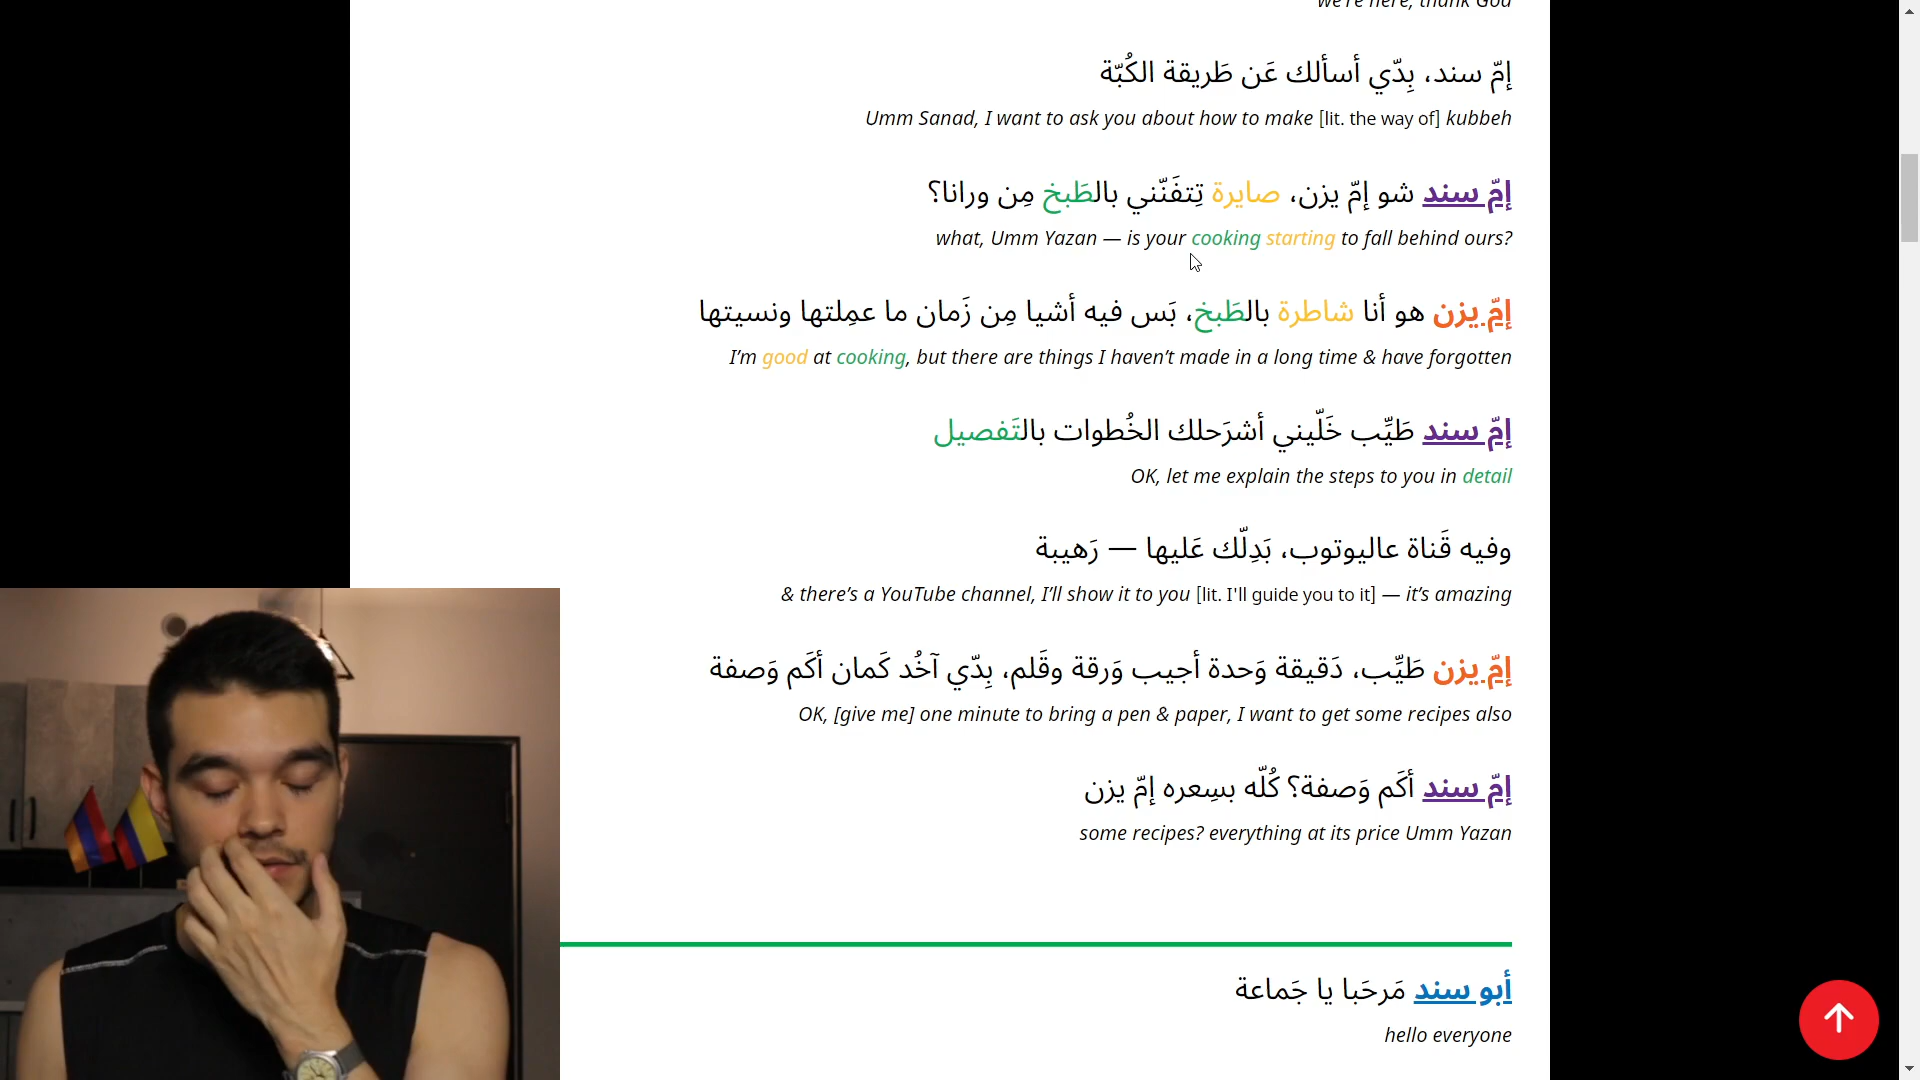 we're here, thank God
إمّ سند، بِدّي أسألك عَن طَريقة الكُبّة
Umm Sanad, I want to ask you about how to make [lit. the way of] kubbeh
إمّ سند شو إمّ يزن، صايرة تِتفَنّني بالطَبخ مِن ورانا؟
what, Umm Yazan — is your cooking starting to fall behind ours?
إمّ يزن هو أنا شاطرة بالطَبخ، بَس فيه أشيا مِن زَمان ما عمِلتها ونسيتها
I'm good at cooking, but there are things I haven't made in a long time & have forgotten
إمّ سند طَيِّب خَلّيني أشرَحلك الخُطوات بالتَفصيل
OK, let me explain the steps to you in detail
وفيه قَناة عاليوتوب، بَدِلّك عَليها — رَهيبة
& there's a YouTube channel, I'll show it to you [lit. I'll guide you to it] — it's amazing
إمّ يزن طَيِّب، دَقيقة وَحدة أجيب وَرقة وقَلم، بِدّي آخُد كَمان أكَم وَصفة
OK, [give me] one minute to bring a pen & paper, I want to get some recipes also
إمّ سند أكَم وَصفة؟ كُلّه بسِعره إمّ يزن
some recipes? everything at its price Umm Yazan
أبو سند مَرحَبا يا جَماعة
hello everyone